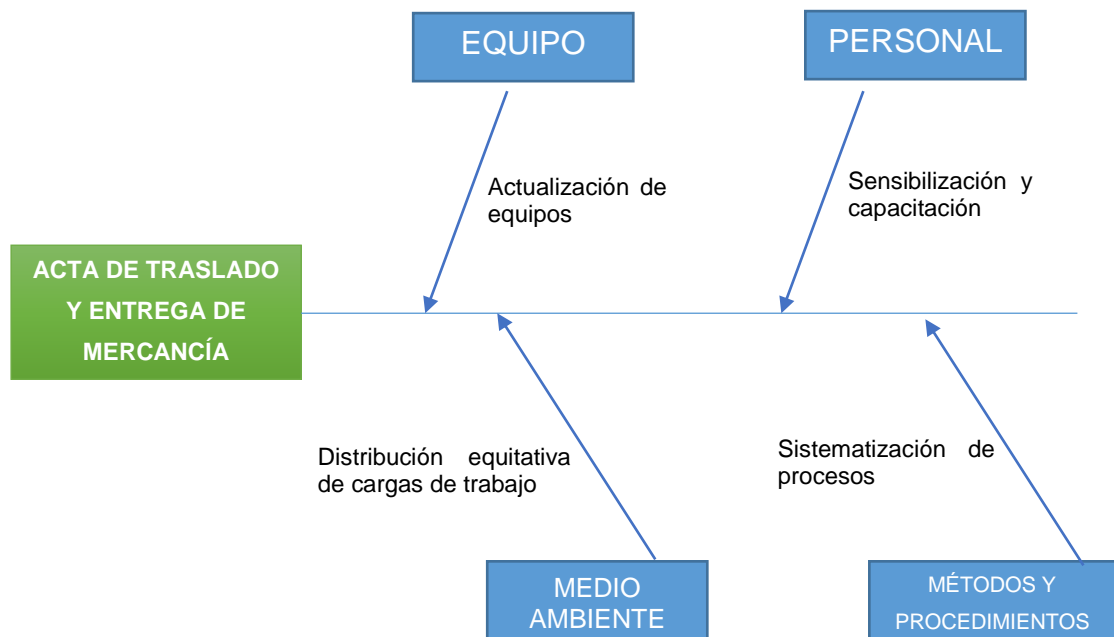 EQUIPO
PERSONAL
Actualización de
equipos
Sensibilización y
capacitación
ACTA DE TRASLADO
Y ENTREGA DE
MERCANCÍA
Distribución equitativa
de cargas de trabajo
Sistematización de
procesos
MEDIO
AMBIENTE
MÉTODOS Y
PROCEDIMIENTOS